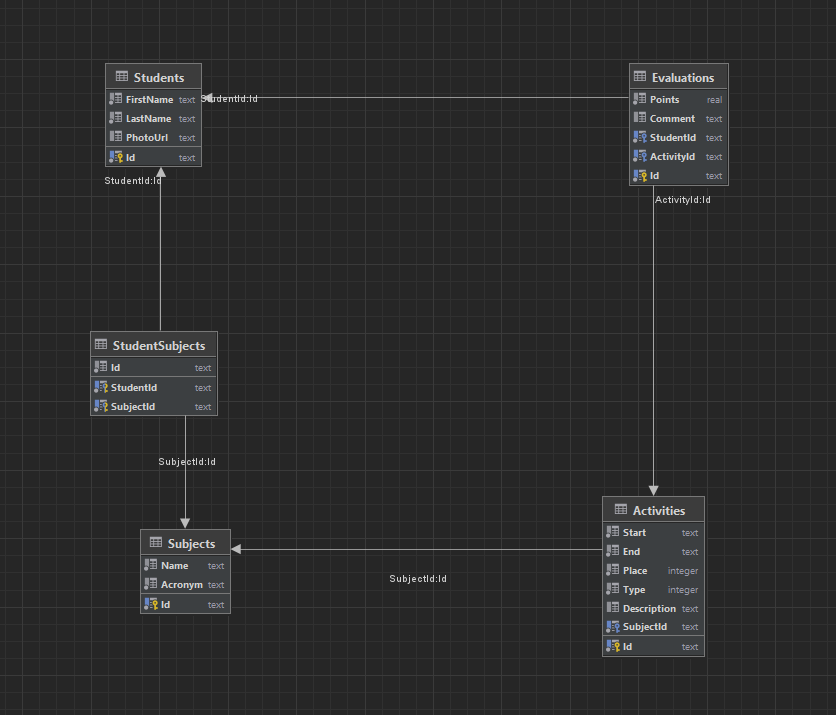 Students
FirstName text
LastName text
PhotoUrl text
Id text
StudentId:Id
Evaluations
Points real
Comment text
StudentId text
ActivityId text
Id text
StudentId:Id
ActivityId:Id
StudentSubjects
Id text
StudentId text
SubjectId text
SubjectId:Id
Subjects
Name text
Acronym text
Id text
SubjectId:Id
Activities
Start text
End text
Place integer
Type integer
Description text
SubjectId text
Id text